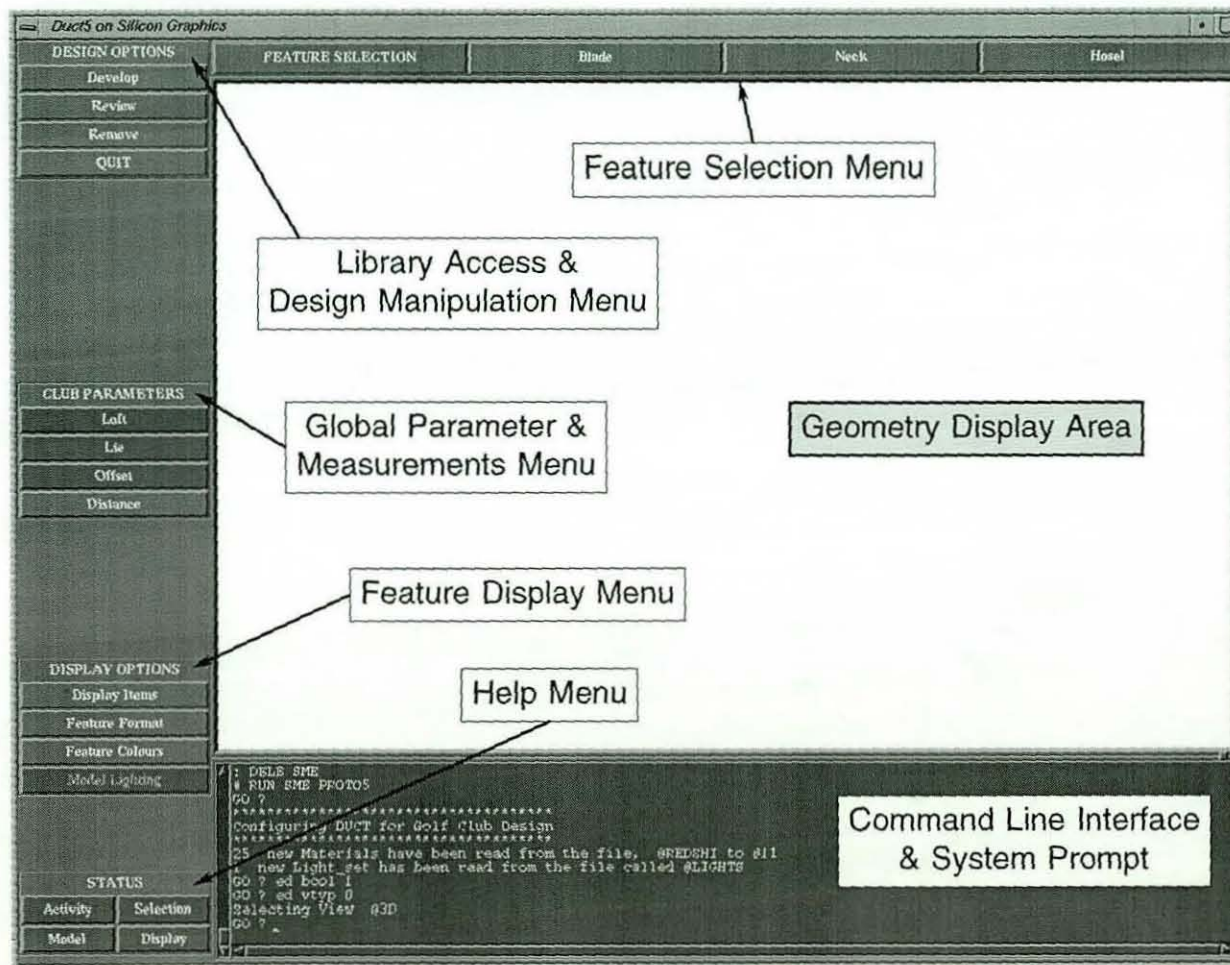 Duct5 on Silicon Graphics
DESIGN OPTIONS
Develop
Review
Remove
QUIT
FEATURE SELECTION
Blade
Neck
Hosel
Feature Selection Menu
Library Access &
Design Manipulation Menu
CLUB PARAMETERS
Loft
Lie
Offset
Distance
Global Parameter &
Measurements Menu
Geometry Display Area
Feature Display Menu
DISPLAY OPTIONS
Display Items
Feature Format
Feature Colours
Model Lighting
Help Menu
STATUS
Activity
Selection
Model
Display
: DELE SME
# RUN SME PROTO5
GO ?
************************************
Configuring DUCT for Golf Club Design
************************************
25 new Materials have been read from the file, @REDSHI to @11
new Light_set has been read from the file called @LIGHTS
GO ? ed bool 1
GO ? ed vtyp 0
Selecting View @3D
GO ?
Command Line Interface
& System Prompt